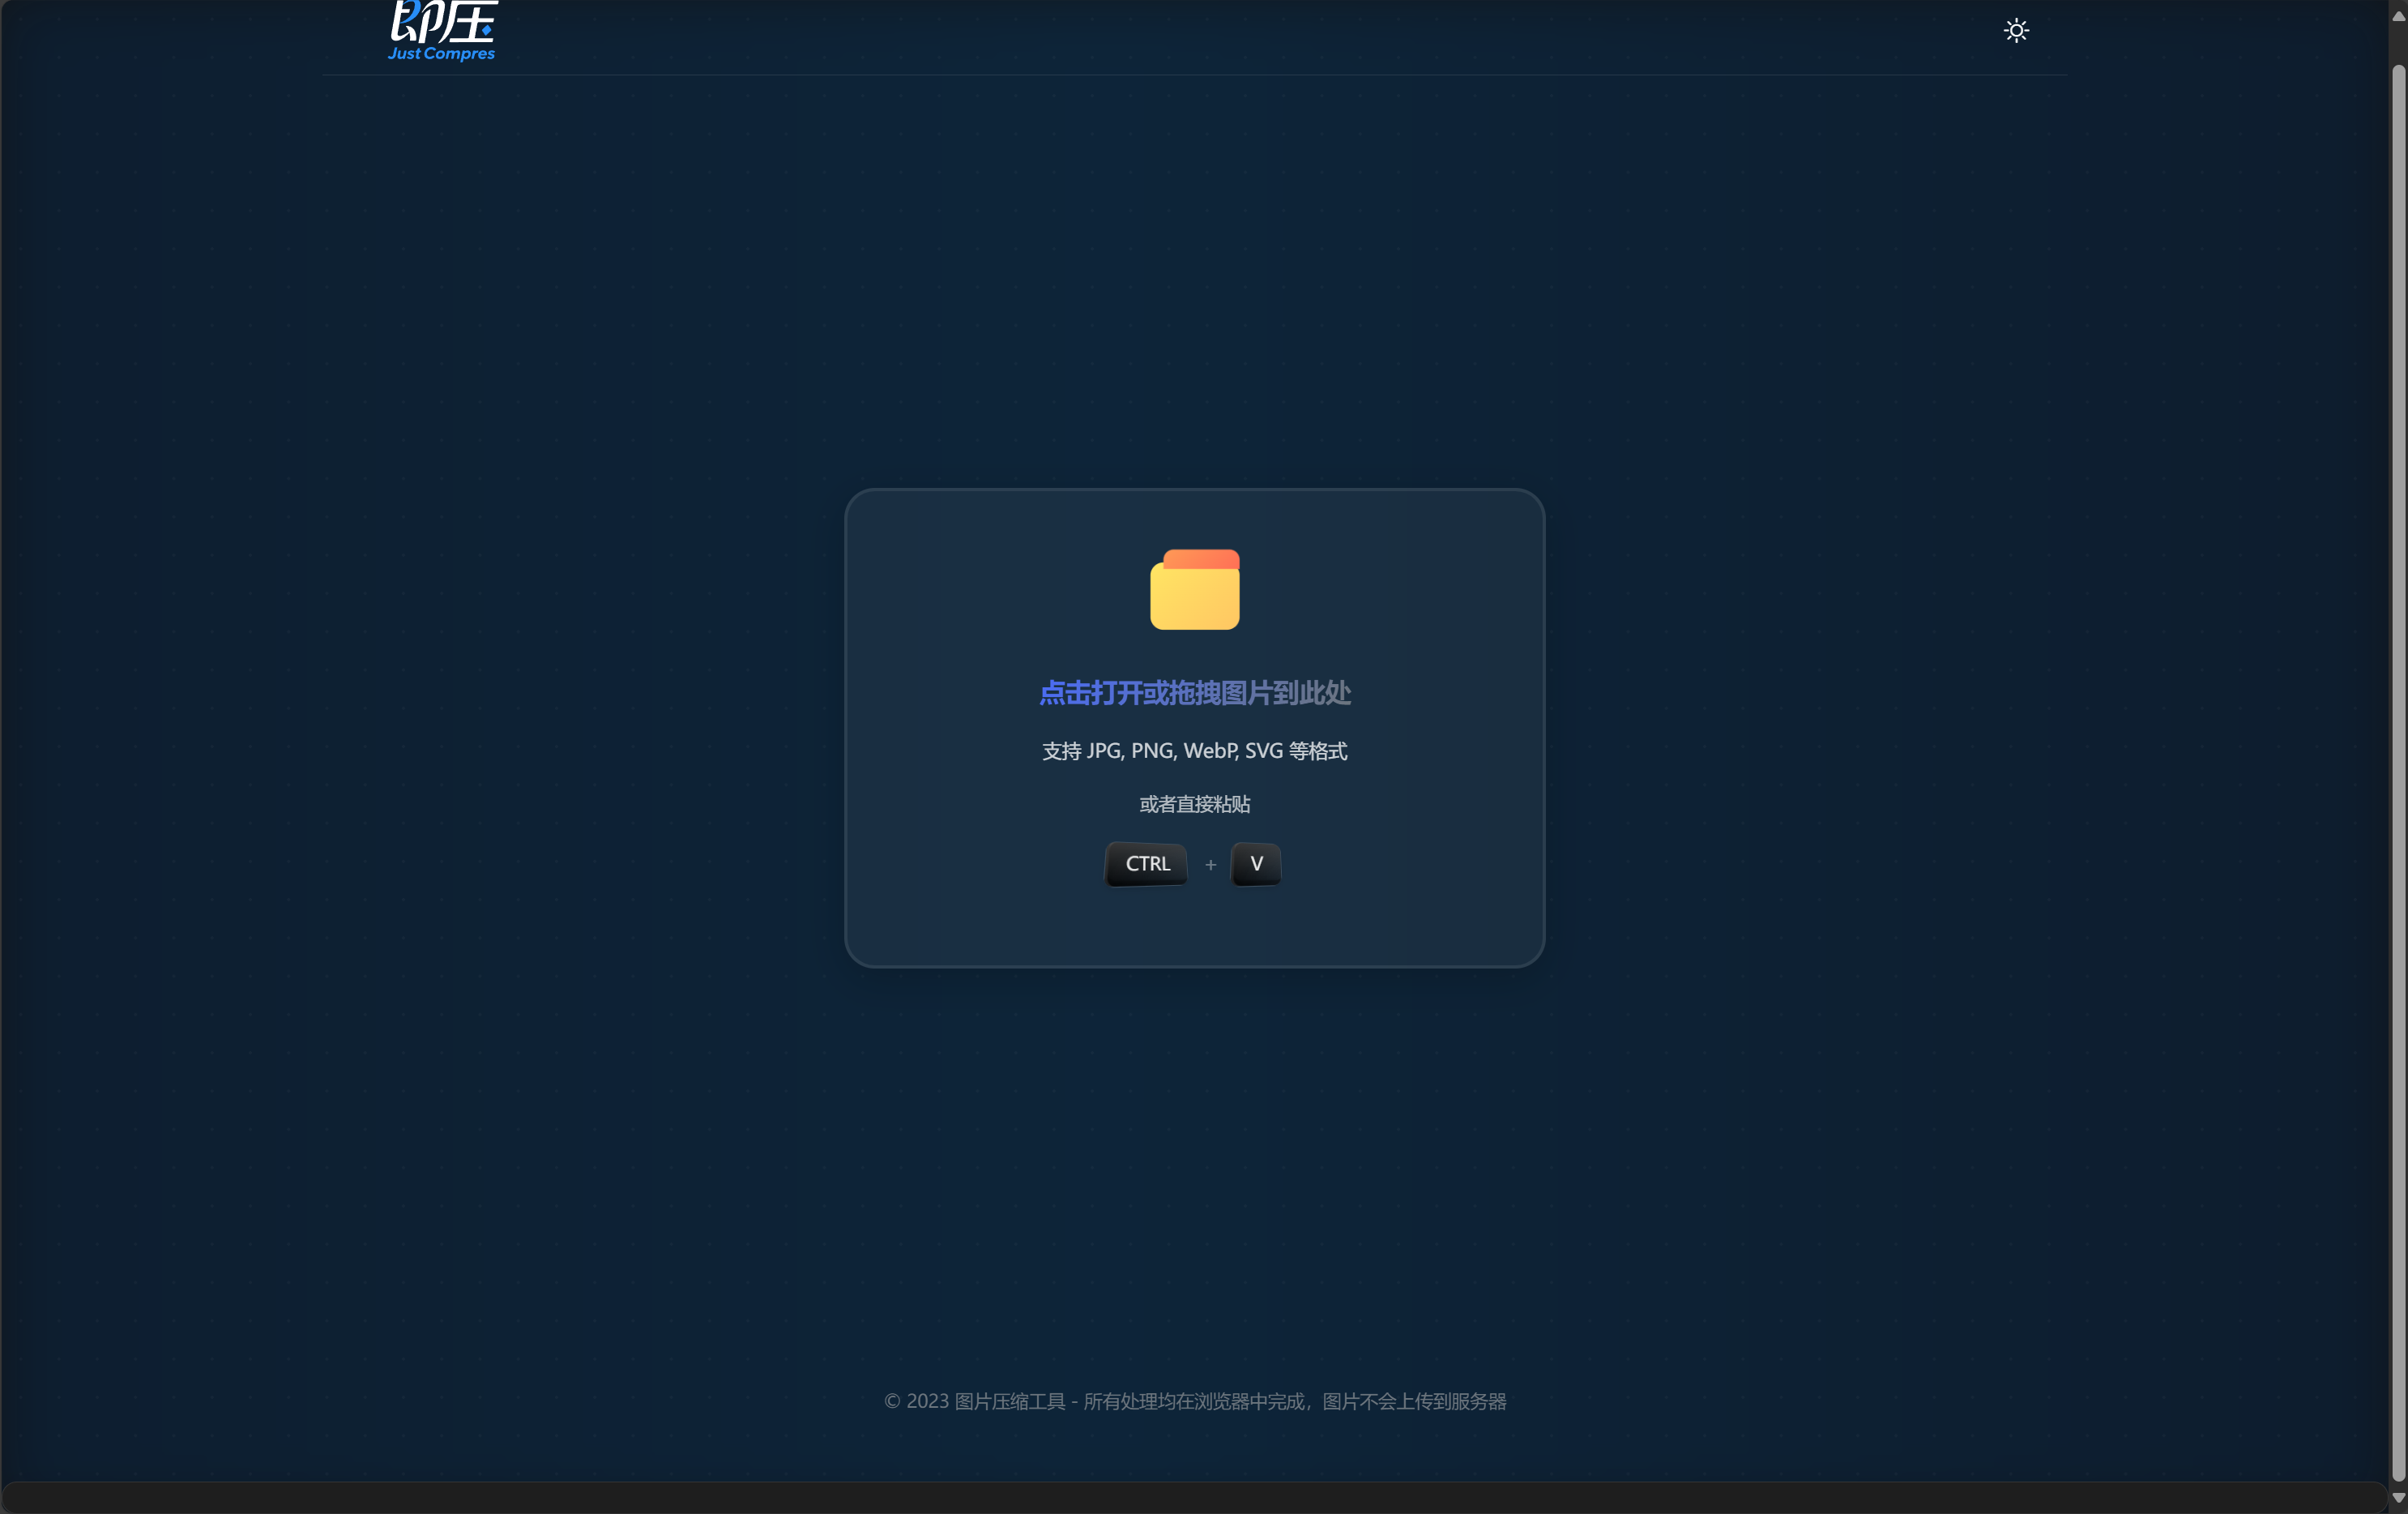 即压
Just Compres
点击打开或拖拽图片到此处
支持 JPG, PNG, WebP, SVG 等格式
或者直接粘贴
CTRL + V
© 2023 图片压缩工具 - 所有处理均在浏览器中完成，图片不会上传到服务器